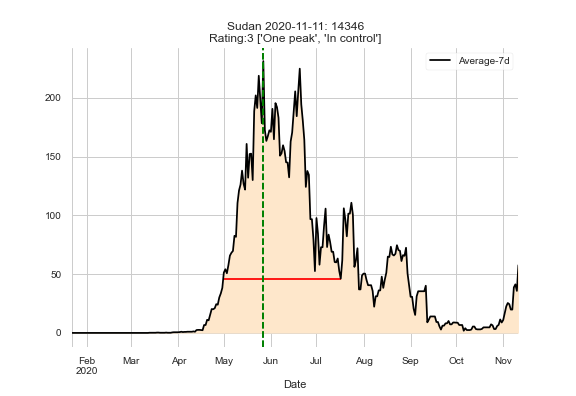 Sudan 2020-11-11: 14346
Rating:3 ['One peak', 'In control']
Average-7d
200
150
100
50
0
Feb Mar Apr May Jun Jul Aug Sep Oct Nov
2020
Date